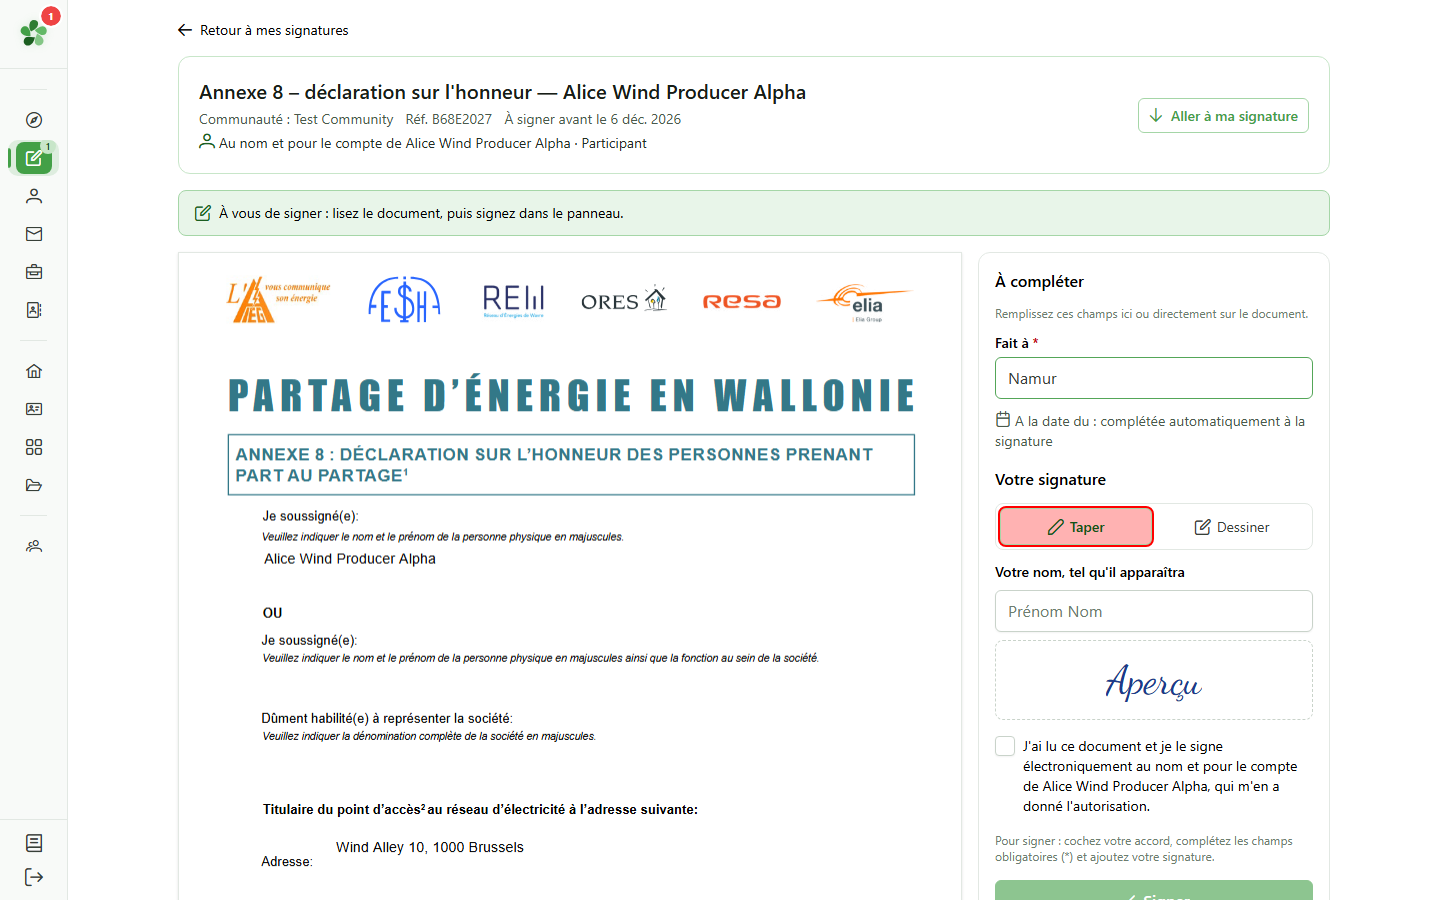 1
Retour à mes signatures
Annexe 8 – déclaration sur l'honneur — Alice Wind Producer Alpha
Communauté : Test Community Réf. B68E2027 À signer avant le 6 déc. 2026
Au nom et pour le compte de Alice Wind Producer Alpha · Participant
Aller à ma signature
1
À vous de signer : lisez le document, puis signez dans le panneau.
L'AIEG vous communique
son énergie
AIESH
REW
Réseau d'Énergies de Wavre
ORES
resa
elia
Elia Group
PARTAGE D'ÉNERGIE EN WALLONIE
ANNEXE 8 : DÉCLARATION SUR L'HONNEUR DES PERSONNES PRENANT
PART AU PARTAGE¹
Je soussigné(e):
Veuillez indiquer le nom et le prénom de la personne physique en majuscules.
Alice Wind Producer Alpha
OU
Je soussigné(e):
Veuillez indiquer le nom et le prénom de la personne physique en majuscules ainsi que la fonction au sein de la société.
Dûment habilité(e) à représenter la société:
Veuillez indiquer la dénomination complète de la société en majuscules.
Titulaire du point d'accès² au réseau d'électricité à l'adresse suivante:
Wind Alley 10, 1000 Brussels
Adresse:
À compléter
Remplissez ces champs ici ou directement sur le document.
Fait à *
Namur
A la date du : complétée automatiquement à la
signature
Votre signature
Taper
Dessiner
Votre nom, tel qu'il apparaîtra
Prénom Nom
Aperçu
J'ai lu ce document et je le signe
électroniquement au nom et pour le compte
de Alice Wind Producer Alpha, qui m'en a
donné l'autorisation.
Pour signer : cochez votre accord, complétez les champs
obligatoires (*) et ajoutez votre signature.
Signer